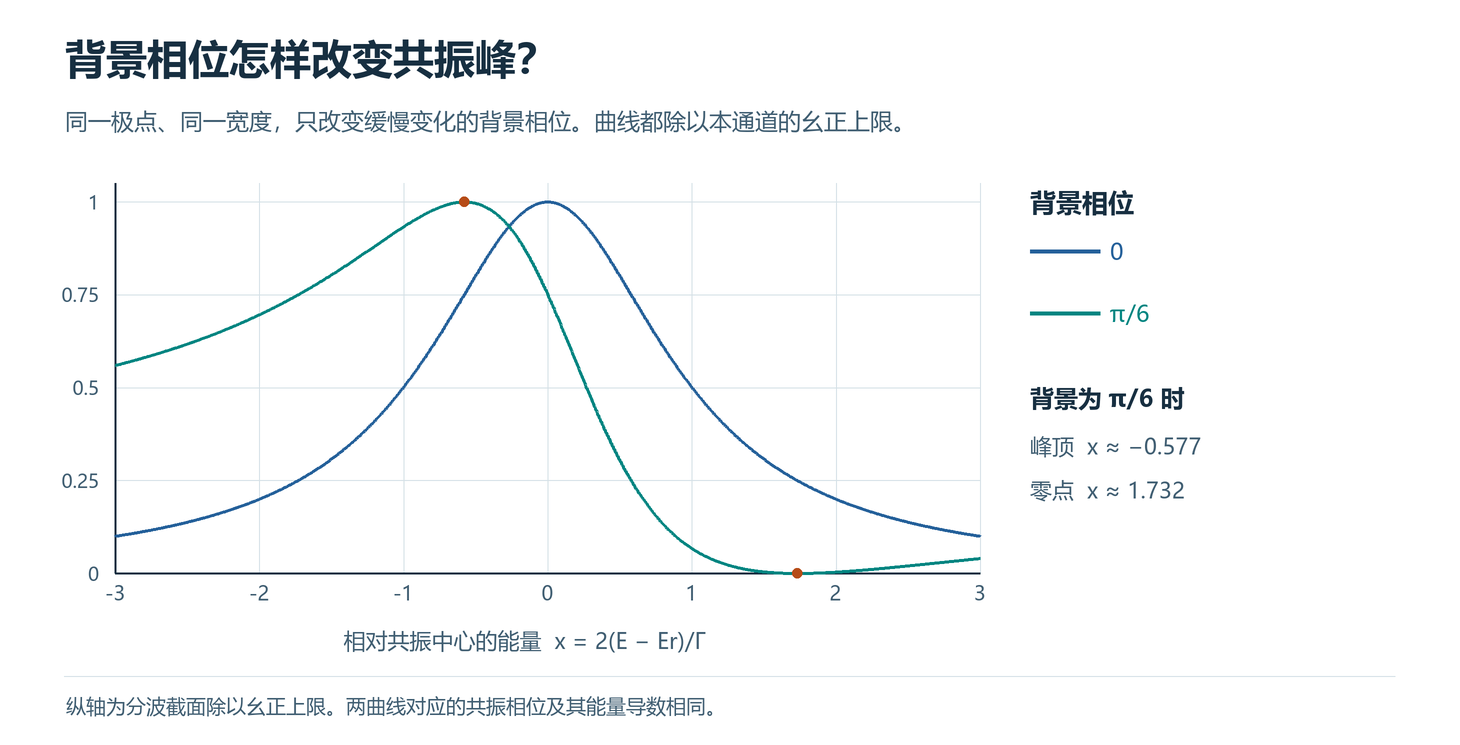 背景相位怎样改变共振峰？
同一极点、同一宽度，只改变缓慢变化的背景相位。曲线都除以本通道的幺正上限。
1
0.75
0.5
0.25
0
-3
-2
-1
0
1
2
3
相对共振中心的能量 x = 2(E − Er)/Γ
背景相位
0
π/6
背景为 π/6 时
峰顶 x ≈ −0.577
零点 x ≈ 1.732
纵轴为分波截面除以幺正上限。两曲线对应的共振相位及其能量导数相同。